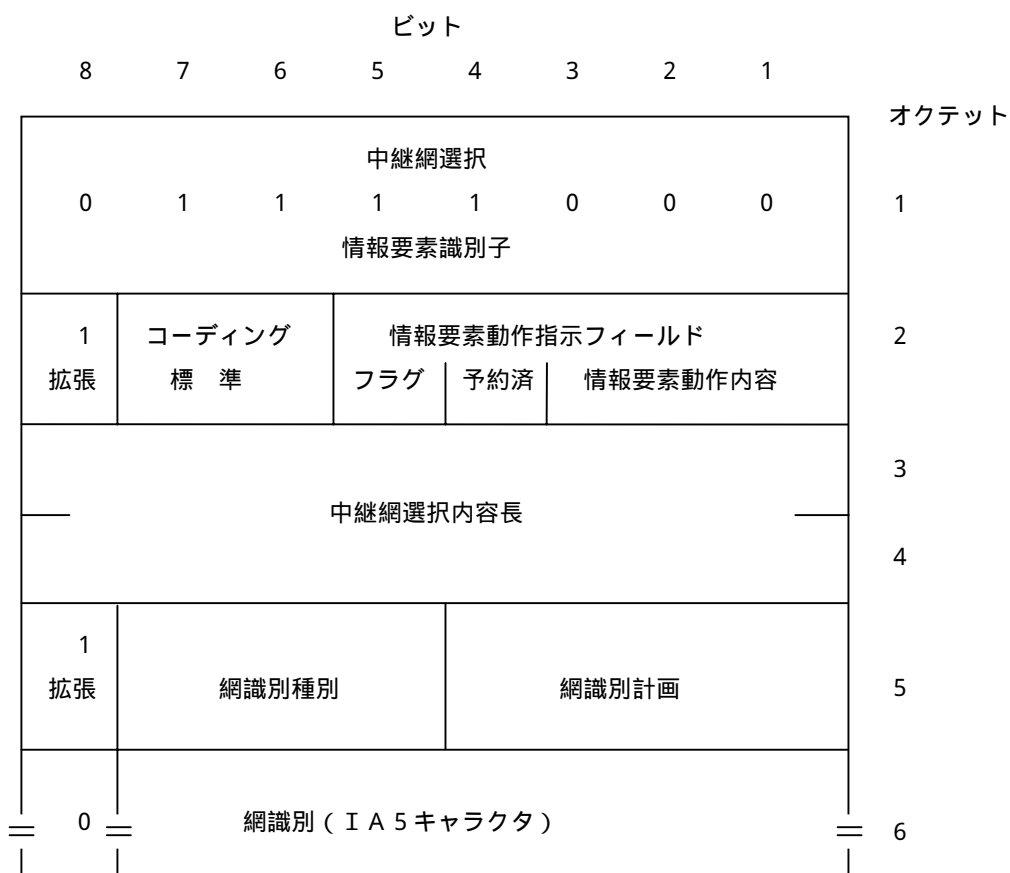 ビット
8 7 6 5 4 3 2 1
オクテット
中継網選択
0 1 1 1 1 0 0 0 1
情報要素識別子
1 コーディング 情報要素動作指示フィールド 2
拡張 標 準 フラグ 予約済 情報要素動作内容
3
中継網選択内容長
4
1
拡張 網識別種別 網識別計画 5
0 網識別(IA5キャラクタ) 6